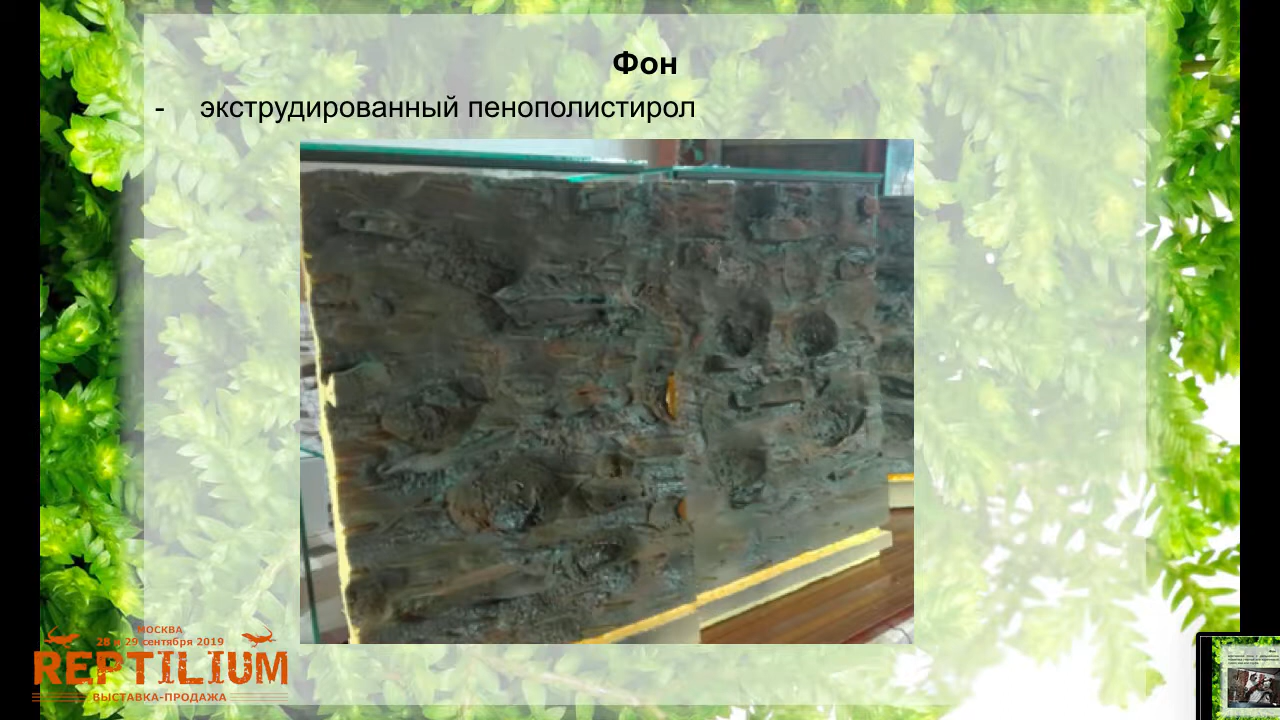 Фон
- экструдированный пенополистирол
МОСКВА
28 и 29 сентября 2019
REPTILIUM
ВЫСТАВКА-ПРОДАЖА